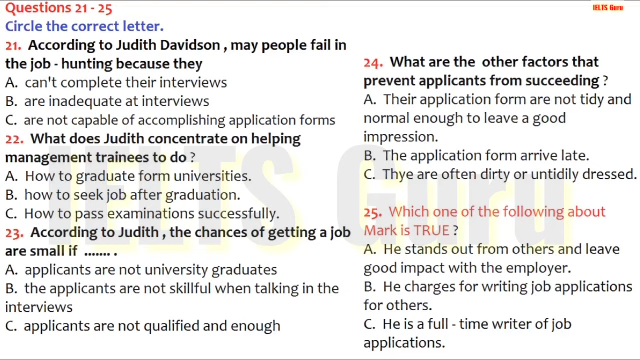 Questions 21 - 25
Circle the correct letter.
21. According to Judith Davidson, may people fail in
the job - hunting because they
A. can't complete their interviews
B. are inadequate at interviews
C. are not capable of accomplishing application forms
22. What does Judith concentrate on helping
management trainees to do ?
A. How to graduate form universities.
B. how to seek job after graduation.
C. How to pass examinations successfully.
23. According to Judith , the chances of getting a job
are small if ....... .
A. applicants are not university graduates
B. the applicants are not skillful when talking in the
interviews
C. applicants are not qualified and enough
IELTS Guru
24. What are the other factors that
prevent applicants from succeeding ?
A. Their application form are not tidy and
normal enough to leave a good
impression.
B. The application form arrive late.
C. Thye are often dirty or untidily dressed.
25. Which one of the following about
Mark is TRUE ?
A. He stands out from others and leave
good impact with the employer.
B. He charges for writing job applications
for others.
C. He is a full - time writer of job
applications.
IELTS Guru